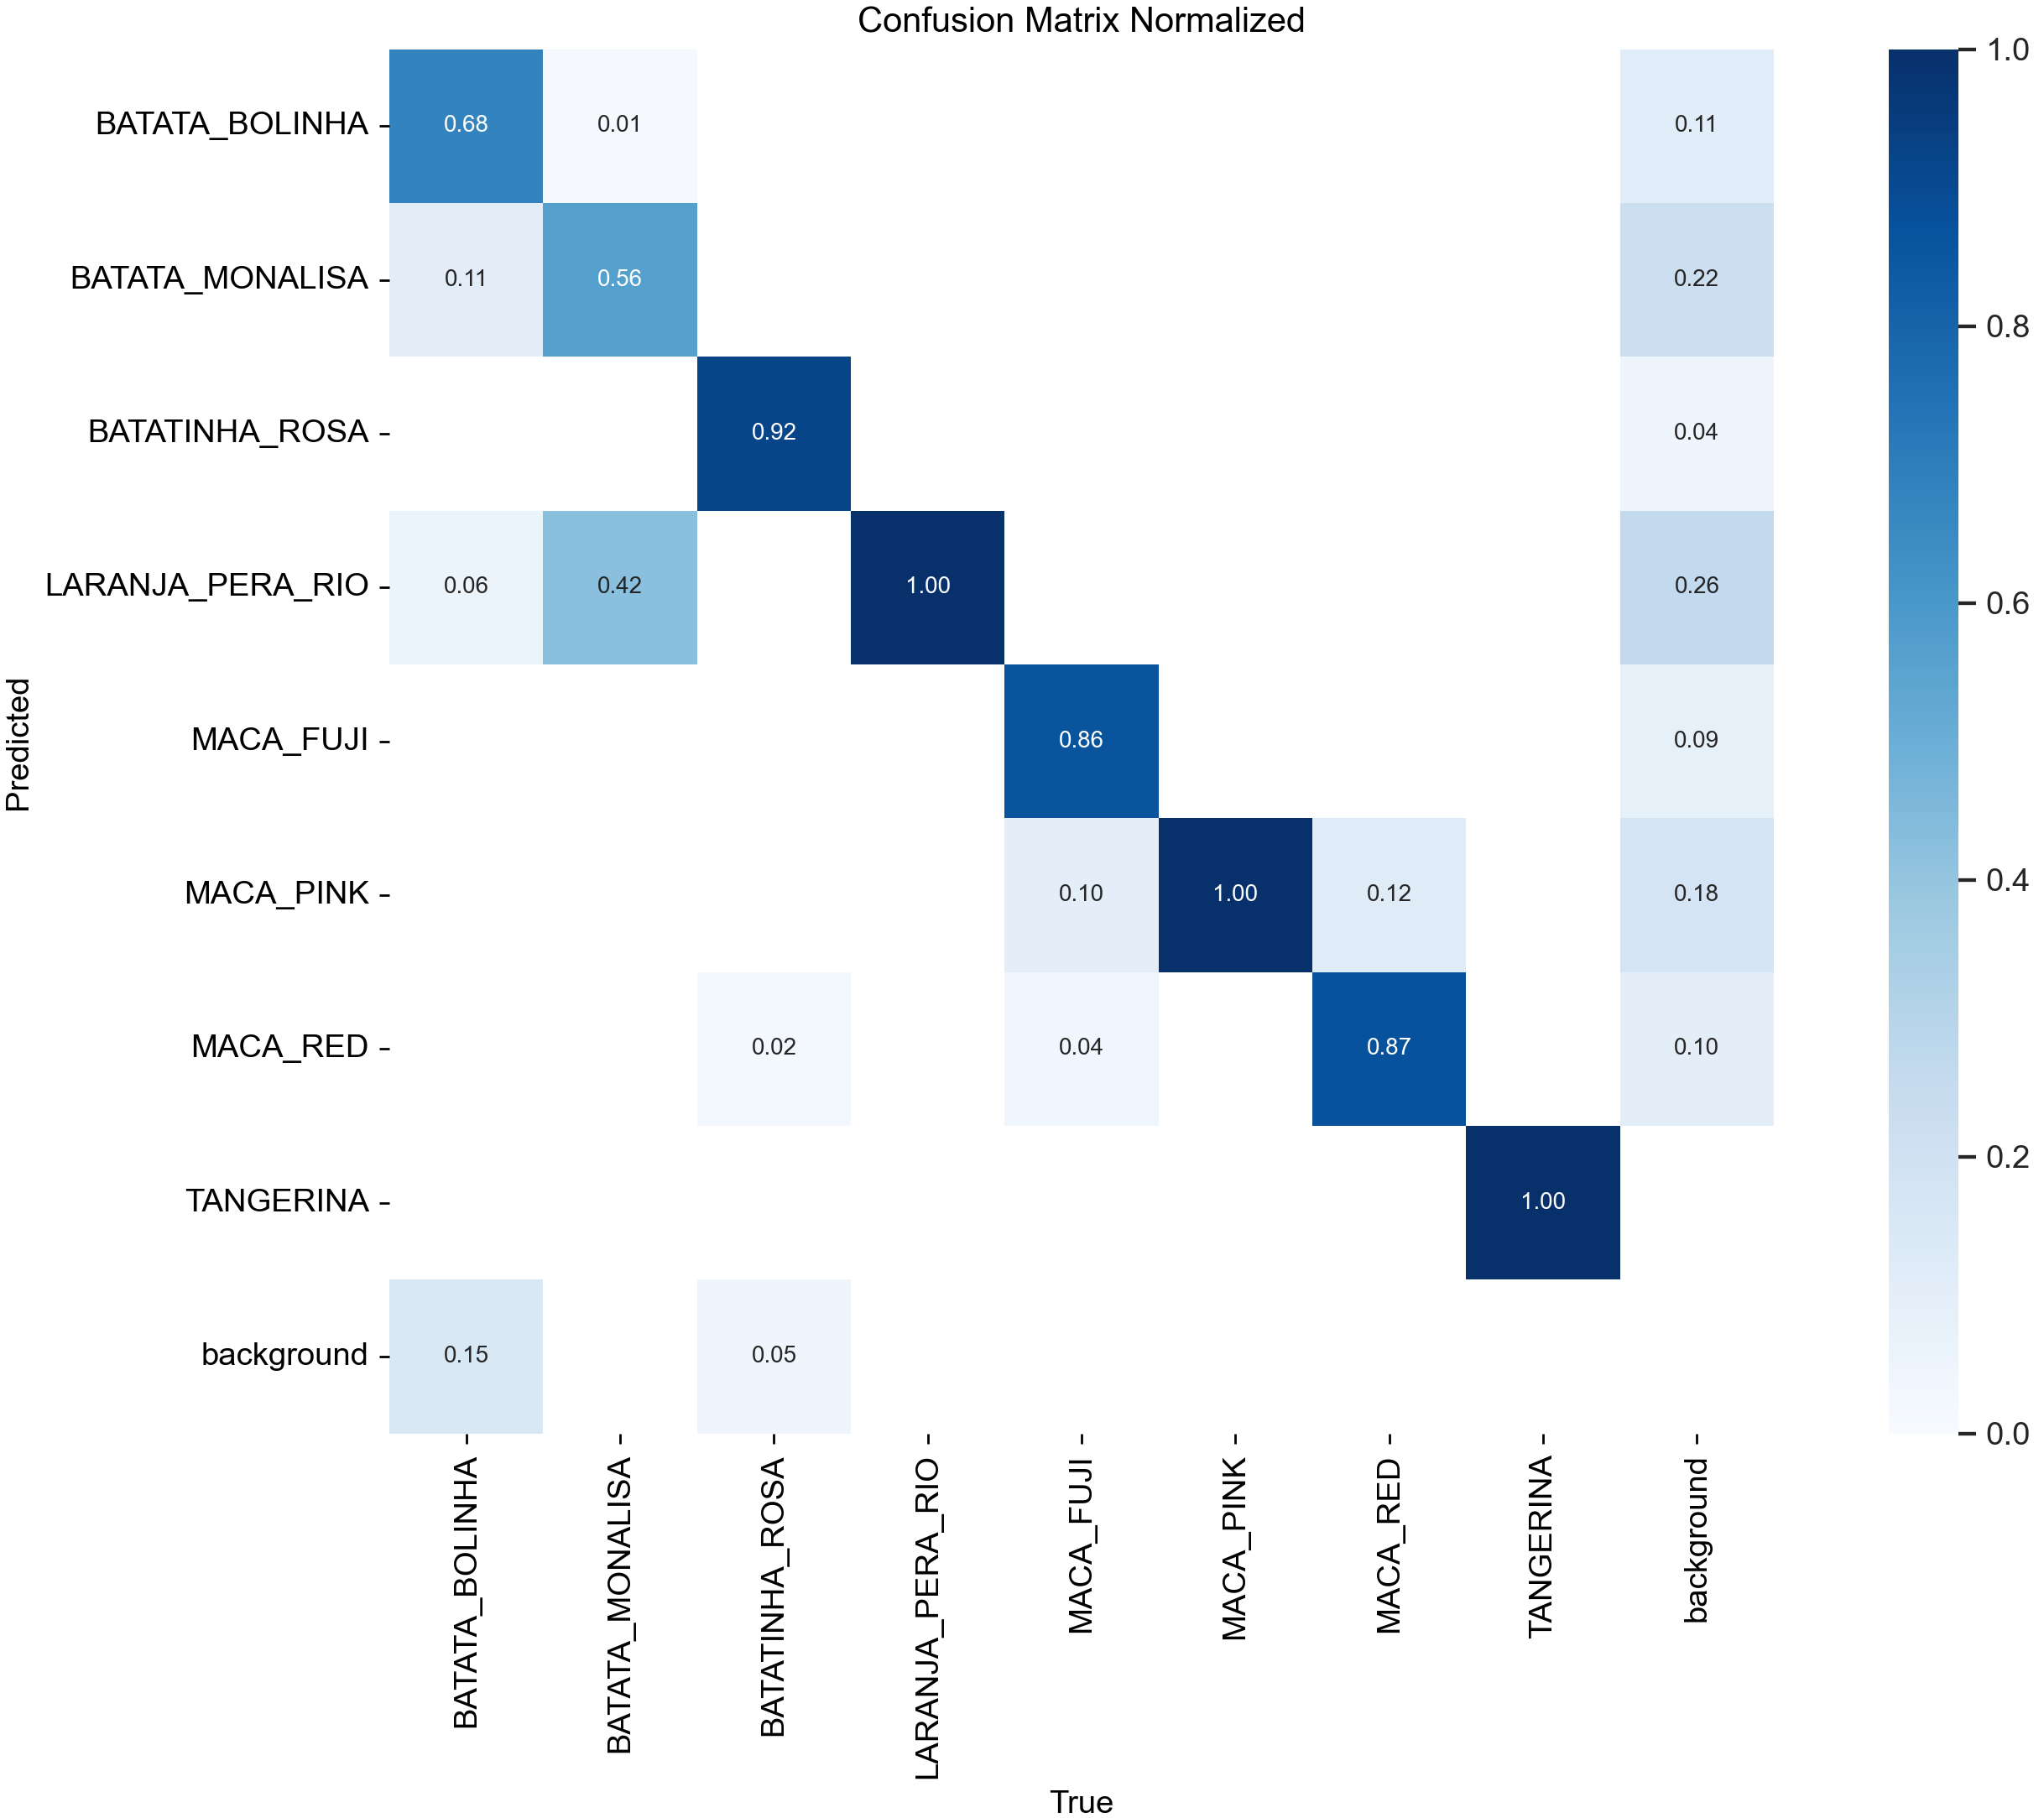 Confusion Matrix Normalized
BATATA_BOLINHA 0.68 0.01 0.11
BATATA_MONALISA 0.11 0.56 0.22
BATATINHA_ROSA 0.92 0.04
LARANJA_PERA_RIO 0.06 0.42 1.00 0.26
MACA_FUJI 0.86 0.09
MACA_PINK 0.10 1.00 0.12 0.18
MACA_RED 0.02 0.04 0.87 0.10
TANGERINA 1.00
background 0.15 0.05
Predicted
BATATA_BOLINHA
BATATA_MONALISA
BATATINHA_ROSA
LARANJA_PERA_RIO
MACA_FUJI
MACA_PINK
MACA_RED
TANGERINA
background
True
1.0
0.8
0.6
0.4
0.2
0.0